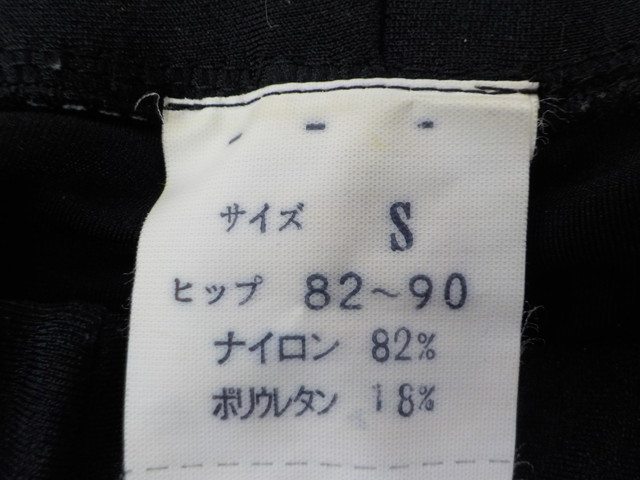 サイズ S
ヒップ 82～90
ナイロン 82%
ポリウレタン 18%